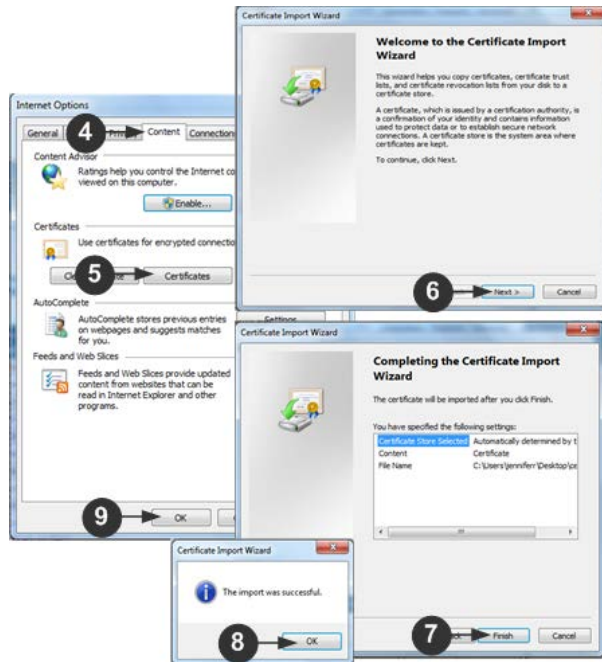 Certificate Import Wizard
Welcome to the Certificate Import
Wizard
This wizard helps you copy certificates, certificate trust
lists, and certificate revocation lists from your disk to a
certificate store.
A certificate, which is issued by a certification authority, is
a confirmation of your identity and contains information
used to protect data or to establish secure network
connections. A certificate store is the system area where
certificates are kept.
To continue, click Next.
6
Next >
Cancel
Internet Options
General
4
Content
Connection
Content Advisor
Ratings help you control the Internet co
viewed on this computer.
Enable...
Certificates
Use certificates for encrypted connectio
5
Certificates
AutoComplete
AutoComplete stores previous entries
on webpages and suggests matches
for you.
Settings
Feeds and Web Slices
Feeds and Web Slices provide updated
content from websites that can be
read in Internet Explorer and other
programs.
9
OK
Certificate Import Wizard
Completing the Certificate Import
Wizard
The certificate will be imported after you click Finish.
You have specified the following settings:
Certificate Store Selected Automatically determined by t
Content Certificate
File Name C:\Users\jenniferr\Desktop\ce
7
Finish
Cancel
Certificate Import Wizard
The import was successful.
8
OK